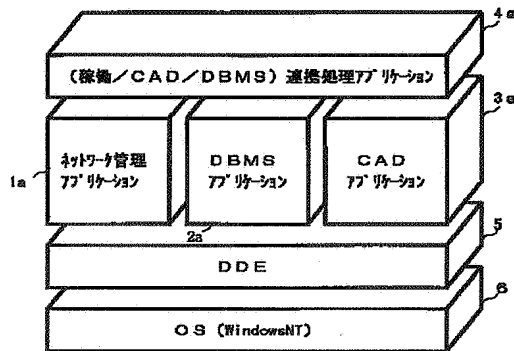 4a
(稼働/CAD/DBMS)連携処理アプリケーション
3a
1a
ネットワーク管理
アプリケーション
DBMS
アプリケーション
CAD
アプリケーション
2a
5
DDE
6
OS(WindowsNT)